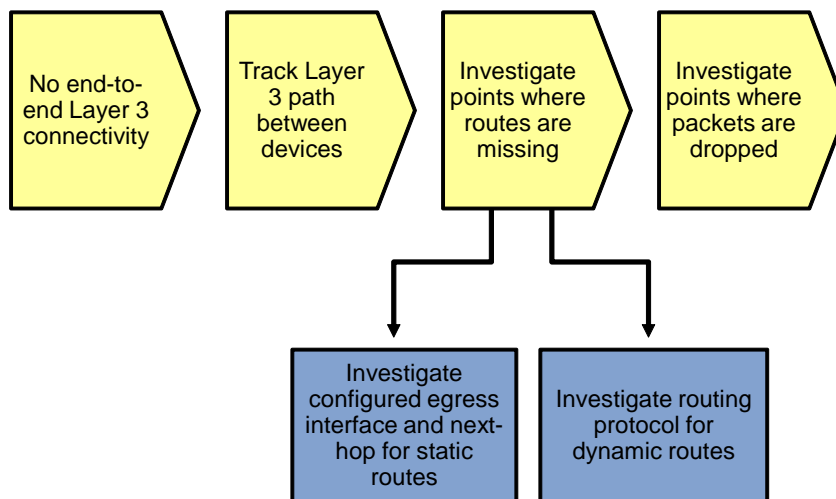 No end-to-
end Layer 3
connectivity
Track Layer
3 path
between
devices
Investigate
points where
routes are
missing
Investigate
points where
packets are
dropped
Investigate
configured egress
interface and next-
hop for static
routes
Investigate routing
protocol for
dynamic routes